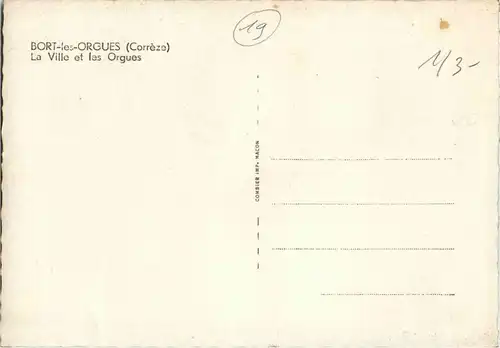 BORT-les-ORGUES (Corrèze)
La Ville et les Orgues
19
1/3-
COMBIER IMP. MACON